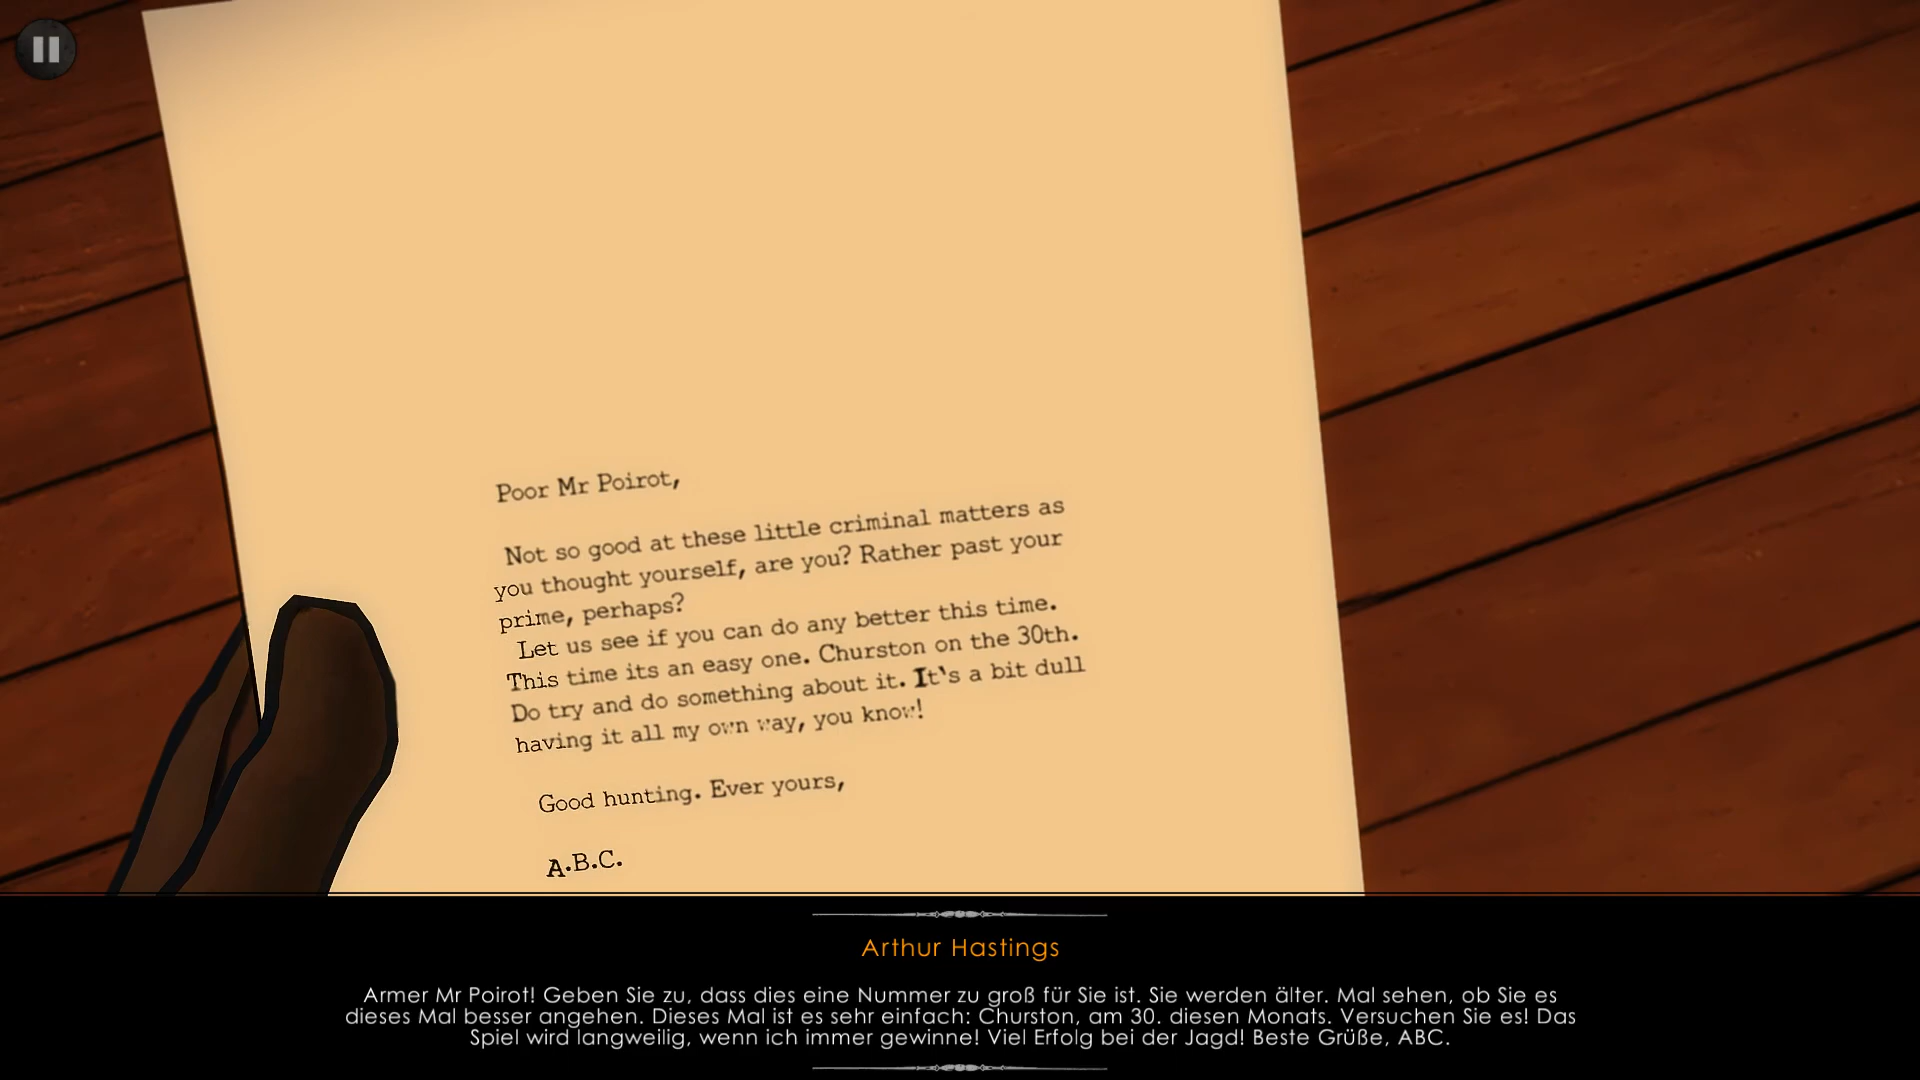 Poor Mr Poirot,
Not so good at these little criminal matters as
you thought yourself, are you? Rather past your
prime, perhaps?
Let us see if you can do any better this time.
This time its an easy one. Churston on the 30th.
Do try and do something about it. It's a bit dull
having it all my own way, you know!
Good hunting. Ever yours,
A.B.C.
Arthur Hastings
Armer Mr Poirot! Geben Sie zu, dass dies eine Nummer zu groß für Sie ist. Sie werden älter. Mal sehen, ob Sie es
dieses Mal besser angehen. Dieses Mal ist es sehr einfach: Churston, am 30. diesen Monats. Versuchen Sie es! Das
Spiel wird langweilig, wenn ich immer gewinne! Viel Erfolg bei der Jagd! Beste Grüße, ABC.